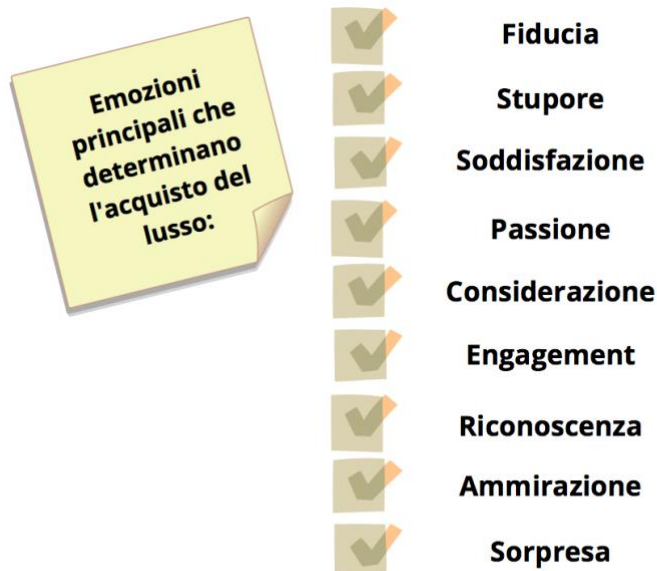 Emozioni
principali che
determinano
l'acquisto del
lusso:
Fiducia
Stupore
Soddisfazione
Passione
Considerazione
Engagement
Riconoscenza
Ammirazione
Sorpresa